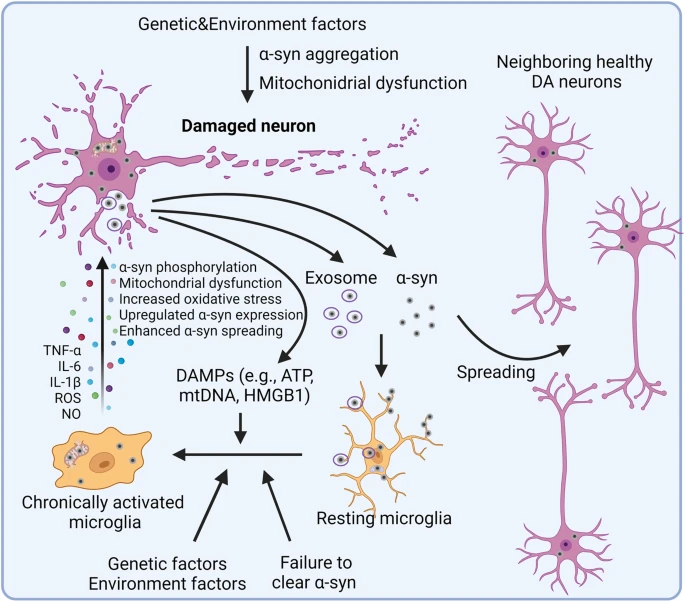 Genetic&Environment factors
α-syn aggregation
Mitochonidrial dysfunction
Damaged neuron
Neighboring healthy
DA neurons
α-syn phosphorylation
Mitochondrial dysfunction
Increased oxidative stress
Upregulated α-syn expression
Enhanced α-syn spreading
TNF-α
IL-6
IL-1β
ROS
NO
Exosome
α-syn
Spreading
DAMPs (e.g., ATP,
mtDNA, HMGB1)
Chronically activated
microglia
Resting microglia
Genetic factors
Environment factors
Failure to
clear α-syn